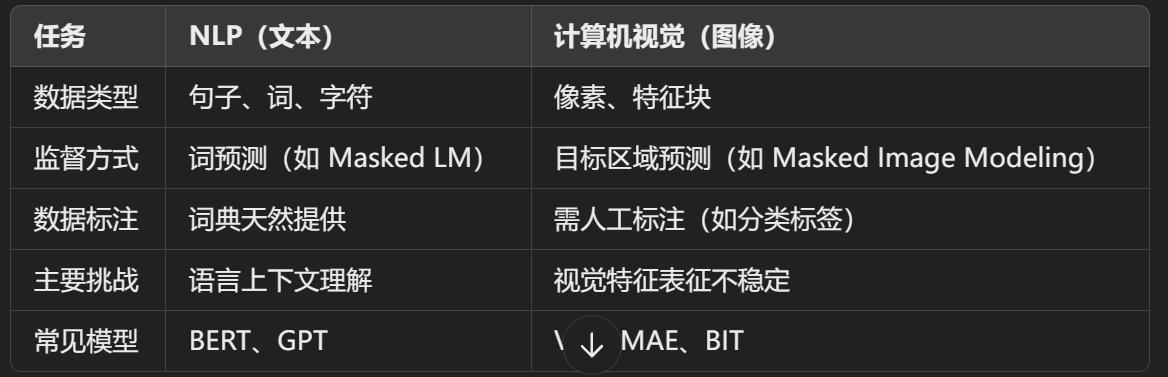 任务 NLP（文本） 计算机视觉（图像）
数据类型 句子、词、字符 像素、特征块
监督方式 词预测（如 Masked LM） 目标区域预测（如 Masked Image Modeling）
数据标注 词典天然提供 需人工标注（如分类标签）
主要挑战 语言上下文理解 视觉特征表征不稳定
常见模型 BERT、GPT MAE、BIT